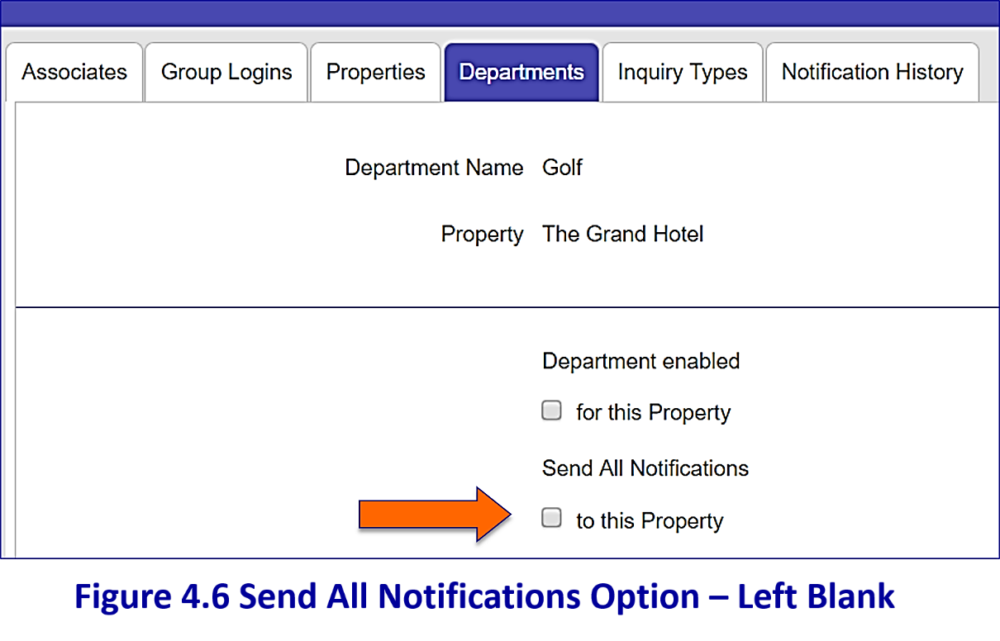 Associates Group Logins Properties Departments Inquiry Types Notification History
Department Name Golf
Property The Grand Hotel
Department enabled
for this Property
Send All Notifications
to this Property
Figure 4.6 Send All Notifications Option – Left Blank